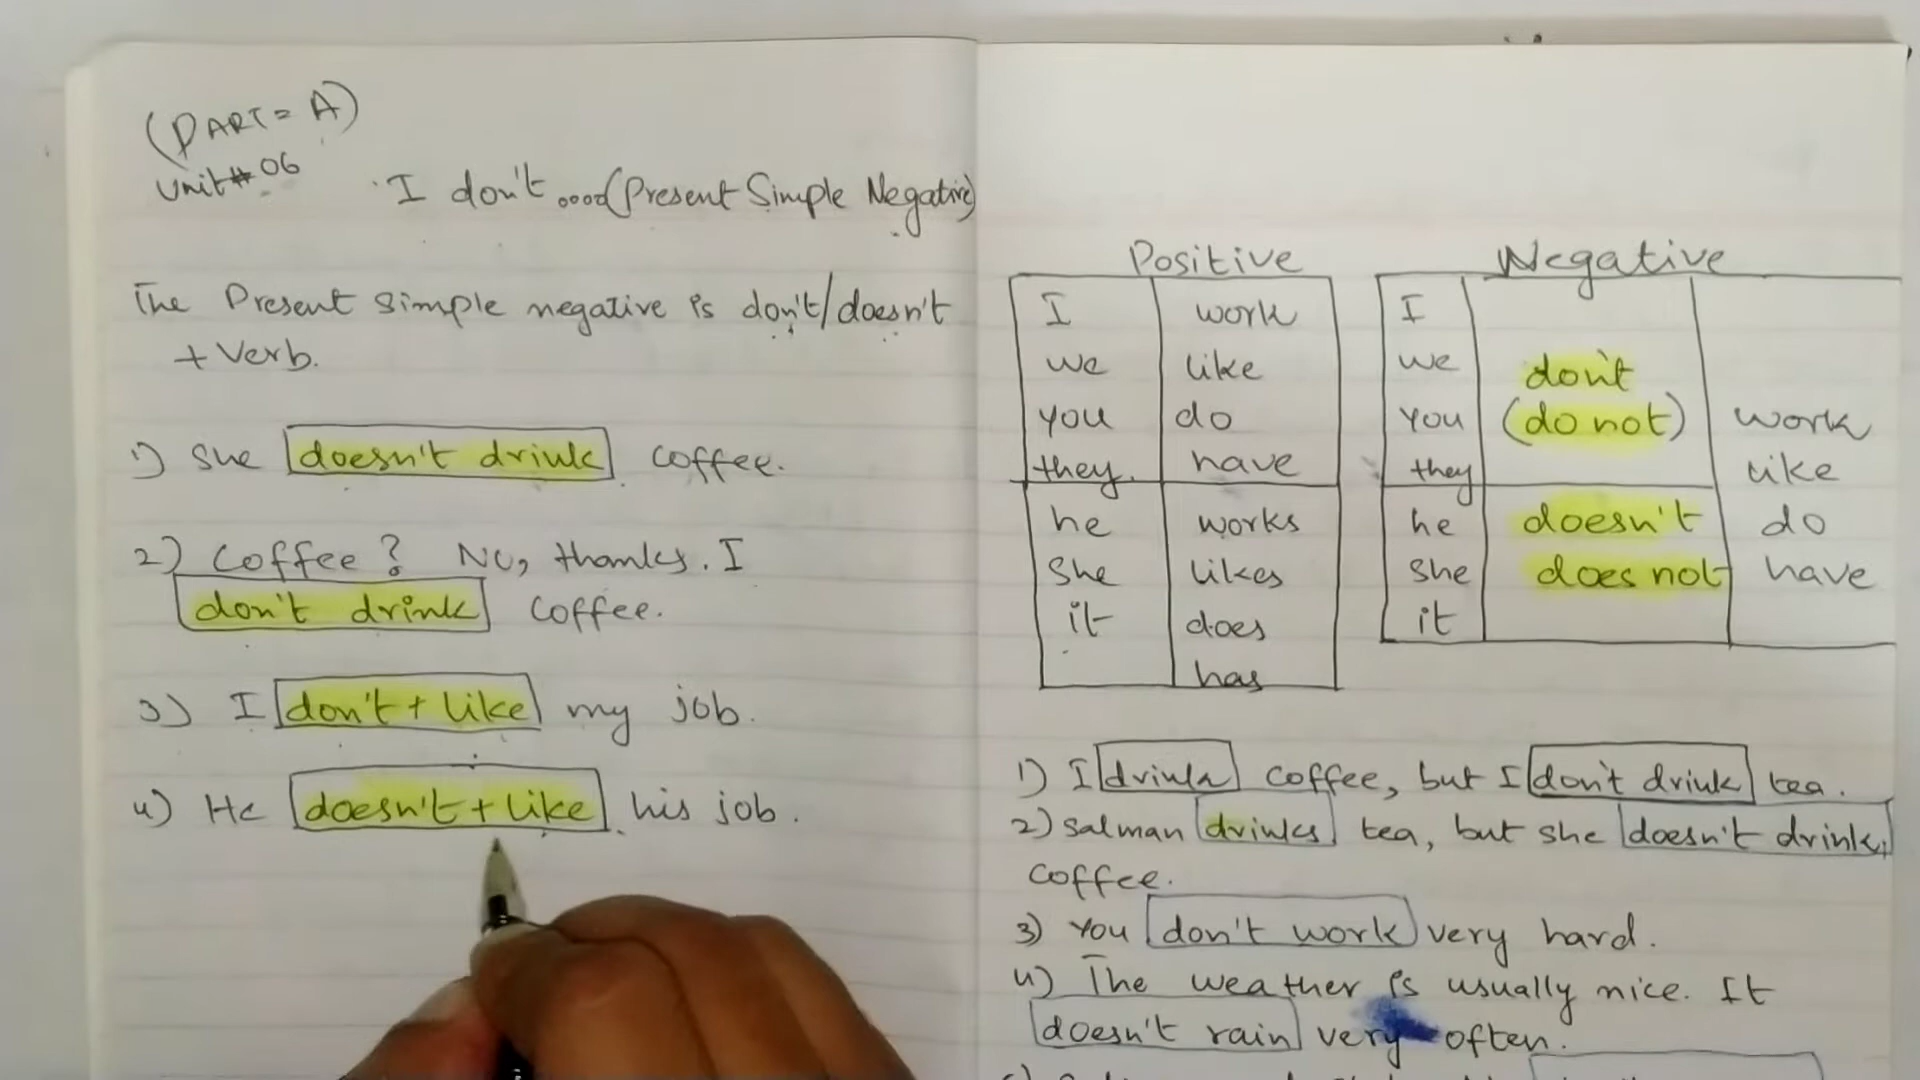 (PART = A)
Unit# 06
I don't ....(Present Simple Negative)
The Present simple negative is don't/doesn't
+ Verb.
1) She doesn't drink coffee.
2) Coffee? No, thanks. I
don't drink coffee.
3) I don't + like my job.
4) He doesn't + like his job.
Positive
I work
we like
you do
they. have
he works
She likes
it does
has
Negative
I
we don't
you (do not) work
they like
he doesn't do
She does not have
it
1) I drink coffee, but I don't drink tea.
2) Salman drinks tea, but she doesn't drink
coffee.
3) You don't work very hard.
4) The weather is usually nice. It
doesn't rain very often.